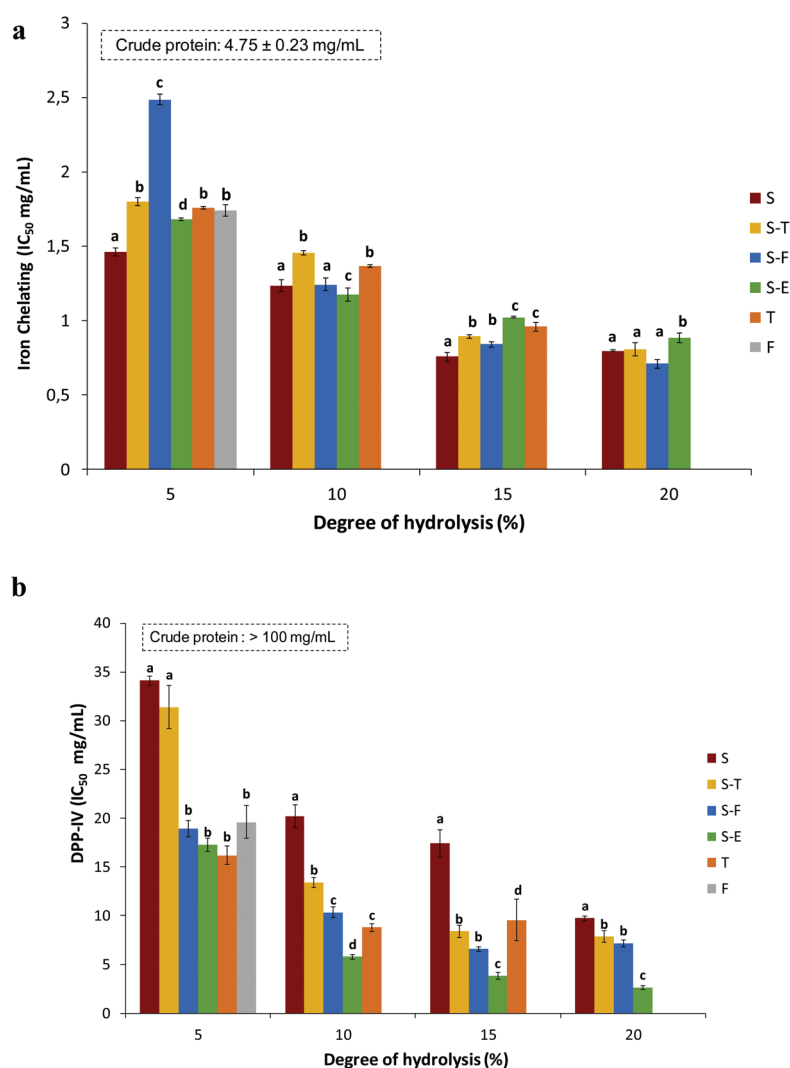 a
Crude protein: 4.75 ± 0.23 mg/mL
Iron Chelating (IC50 mg/mL)
3
2,5
2
1,5
1
0,5
0
a b c d b b
a b a c b
a b b c c
a a a b
5 10 15 20
Degree of hydrolysis (%)
S
S-T
S-F
S-E
T
F
b
Crude protein : > 100 mg/mL
DPP-IV (IC50 mg/mL)
40
35
30
25
20
15
10
5
0
a a b b b b
a b c d c
a b b c d
a b b c
5 10 15 20
Degree of hydrolysis (%)
S
S-T
S-F
S-E
T
F